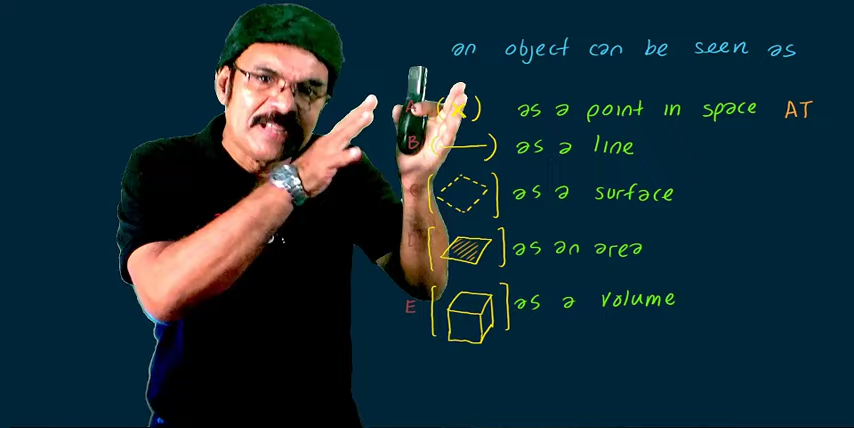 an object can be seen as
A (x) as a point in space AT
B as a line
as a surface
D as an area
E as a volume